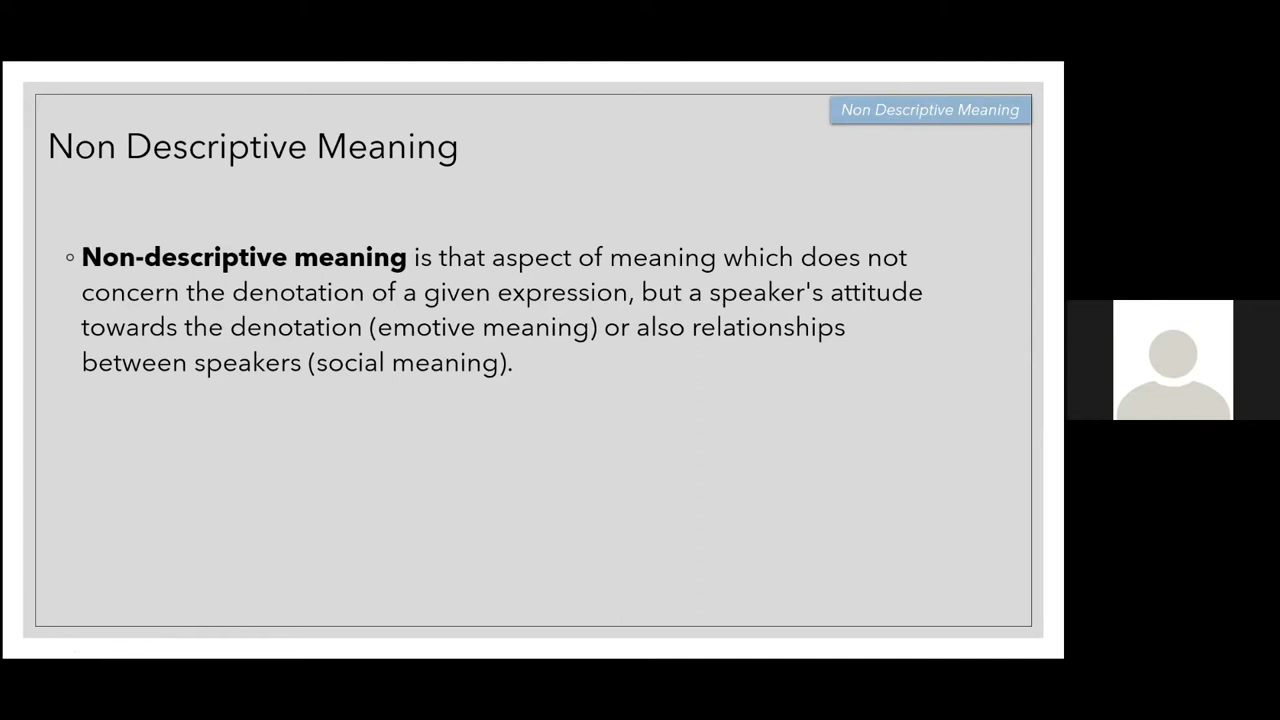 Non Descriptive Meaning
Non Descriptive Meaning
◦ Non-descriptive meaning is that aspect of meaning which does not
concern the denotation of a given expression, but a speaker's attitude
towards the denotation (emotive meaning) or also relationships
between speakers (social meaning).